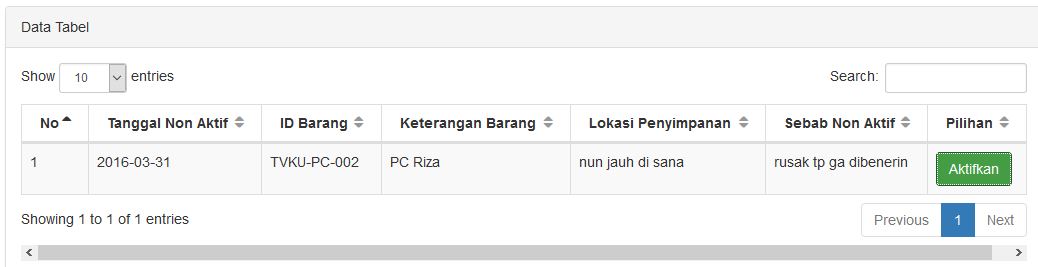 Data Tabel
Show 10 entries Search:
No Tanggal Non Aktif ID Barang Keterangan Barang Lokasi Penyimpanan Sebab Non Aktif Pilihan
1 2016-03-31 TVKU-PC-002 PC Riza nun jauh di sana rusak tp ga dibenerin Aktifkan
Showing 1 to 1 of 1 entries Previous 1 Next